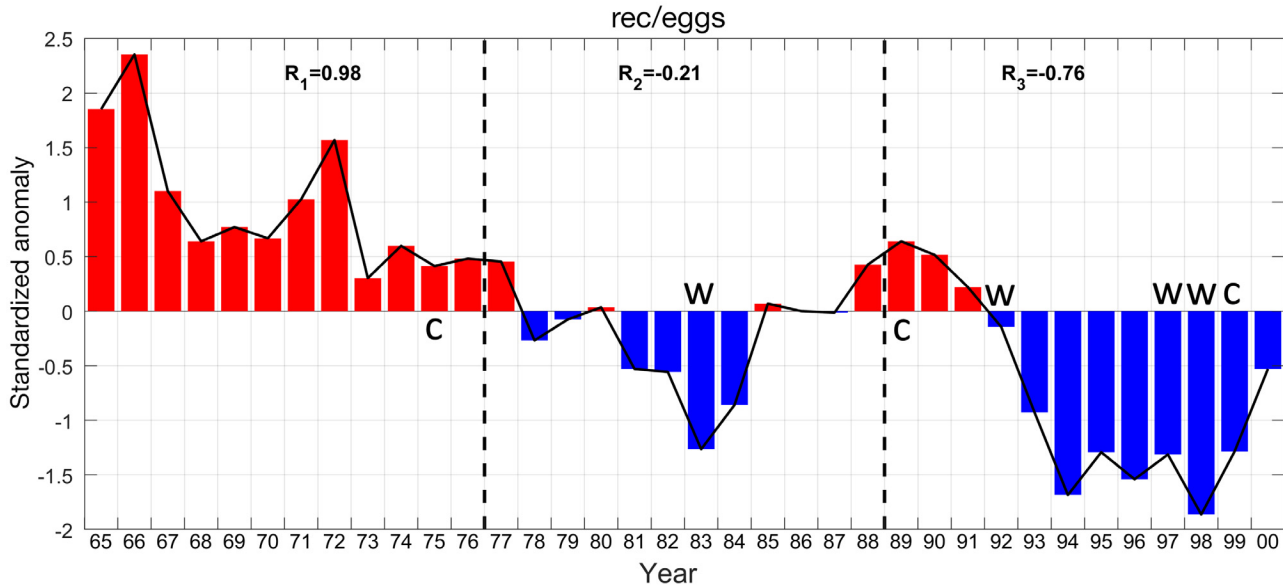 rec/eggs
R1=0.98
R2=-0.21
R3=-0.76
Standardized anomaly
2.5
2
1.5
1
0.5
0
-0.5
-1
-1.5
-2
W W W W C
C C
65 66 67 68 69 70 71 72 73 74 75 76 77 78 79 80 81 82 83 84 85 86 87 88 89 90 91 92 93 94 95 96 97 98 99 00
Year